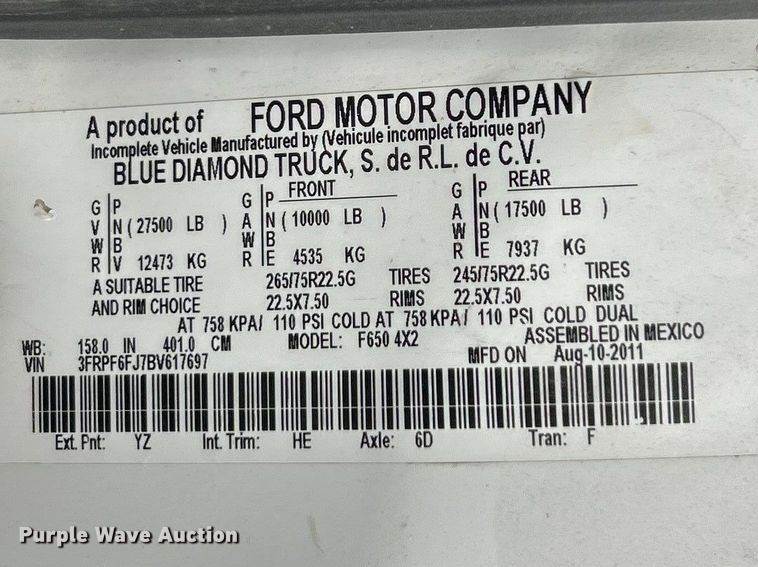 A product of FORD MOTOR COMPANY
Incomplete Vehicle Manufactured by (Vehicule incomplet fabrique par)
BLUE DIAMOND TRUCK, S. de R.L. de C.V.
FRONT REAR
G P G P G P
V N ( 27500 LB ) A N ( 10000 LB ) A N ( 17500 LB )
W B W B W B
R V 12473 KG R E 4535 KG R E 7937 KG
A SUITABLE TIRE 265/75R22.5G TIRES 245/75R22.5G TIRES
AND RIM CHOICE 22.5X7.50 RIMS 22.5X7.50 RIMS
AT 758 KPA/ 110 PSI COLD AT 758 KPA/ 110 PSI COLD DUAL
WB: 158.0 IN 401.0 CM MODEL: F650 4X2 ASSEMBLED IN MEXICO
VIN 3FRPF6FJ7BV617697 MFD ON Aug-10-2011
Ext. Pnt: YZ Int. Trim: HE Axle: 6D Tran: F
Purple Wave Auction